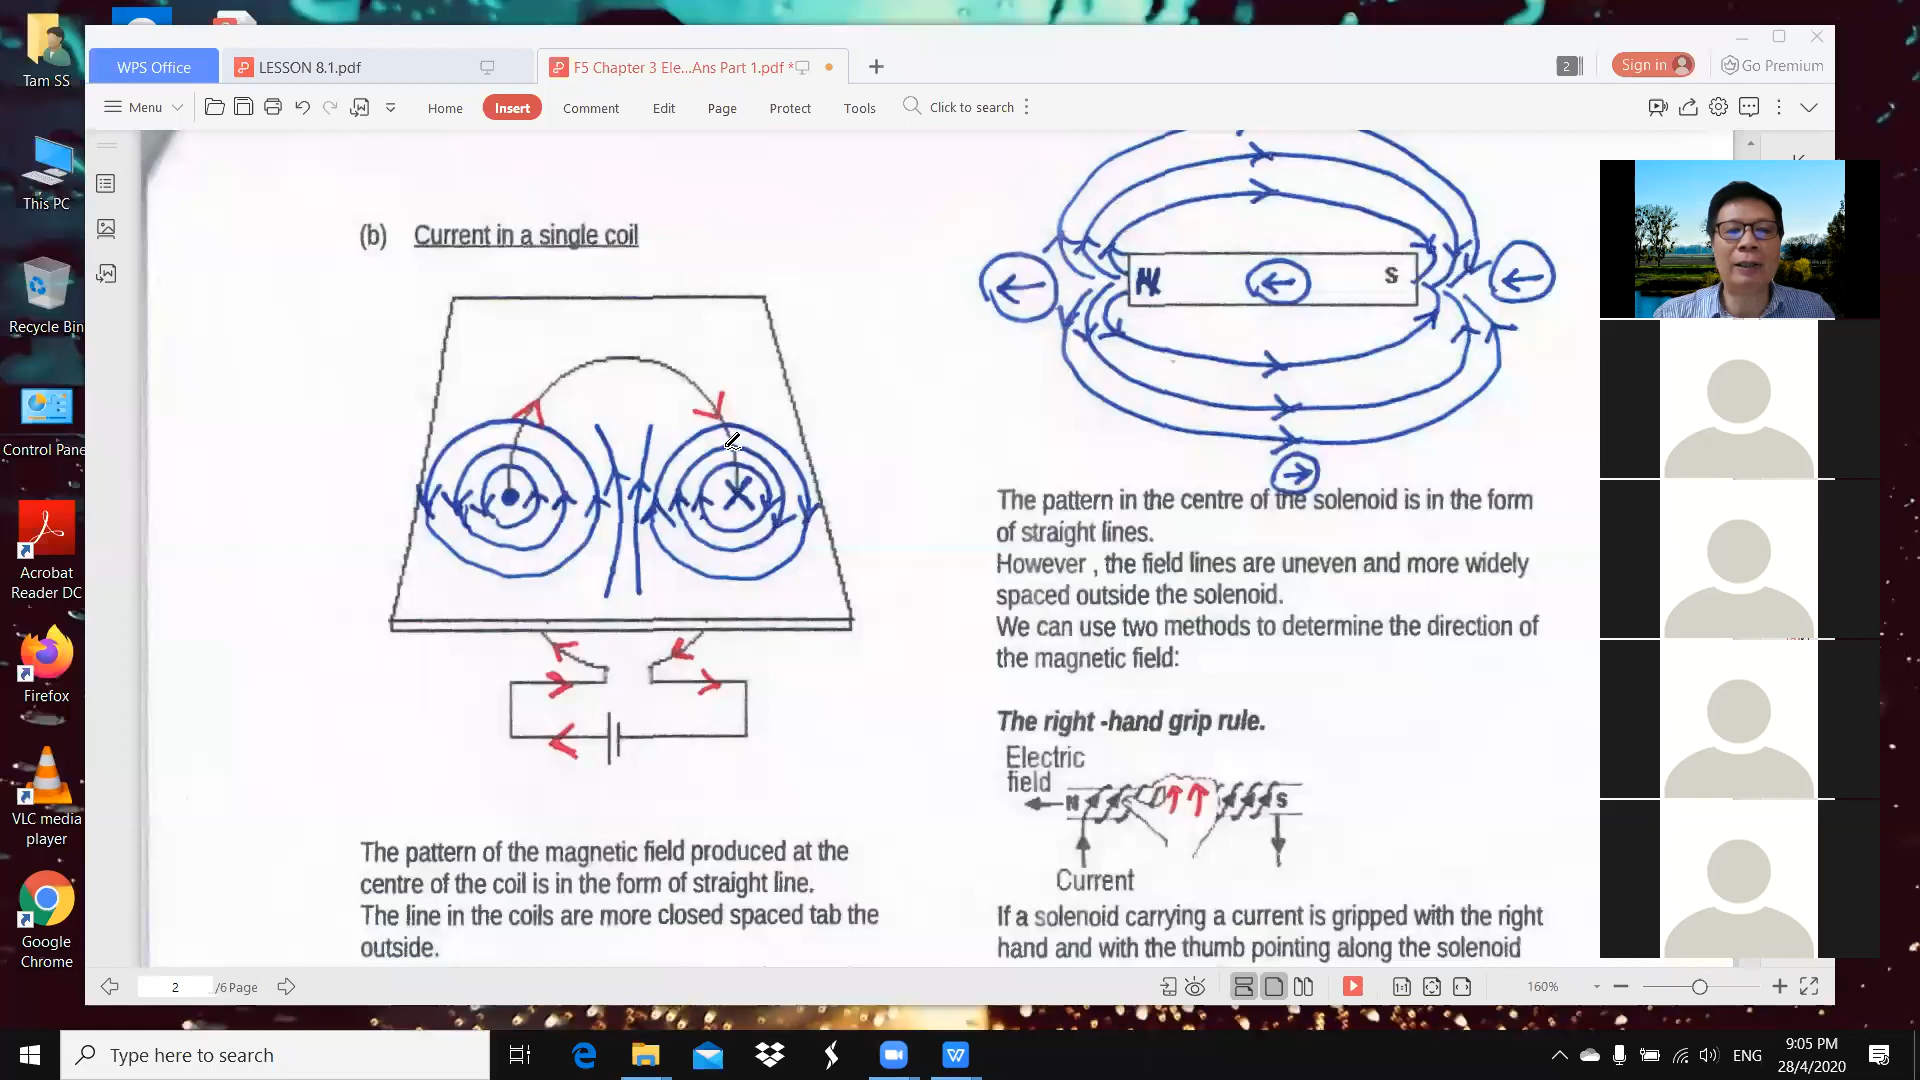 Tam SS
This PC
Recycle Bin
Control Pane
Acrobat
Reader DC
Firefox
VLC media
player
Google
Chrome
WPS Office
LESSON 8.1.pdf
F5 Chapter 3 Ele...Ans Part 1.pdf *
2
Sign in
Go Premium
Menu
Home
Insert
Comment
Edit
Page
Protect
Tools
Click to search
(b) Current in a single coil
The pattern of the magnetic field produced at the
centre of the coil is in the form of straight line.
The line in the coils are more closed spaced tab the
outside.
N
S
The pattern in the centre of the solenoid is in the form
of straight lines.
However , the field lines are uneven and more widely
spaced outside the solenoid.
We can use two methods to determine the direction of
the magnetic field:
The right -hand grip rule.
Electric
field
N
S
Current
If a solenoid carrying a current is gripped with the right
hand and with the thumb pointing along the solenoid
2
/6Page
1:1
160%
Type here to search
ENG
9:05 PM
28/4/2020